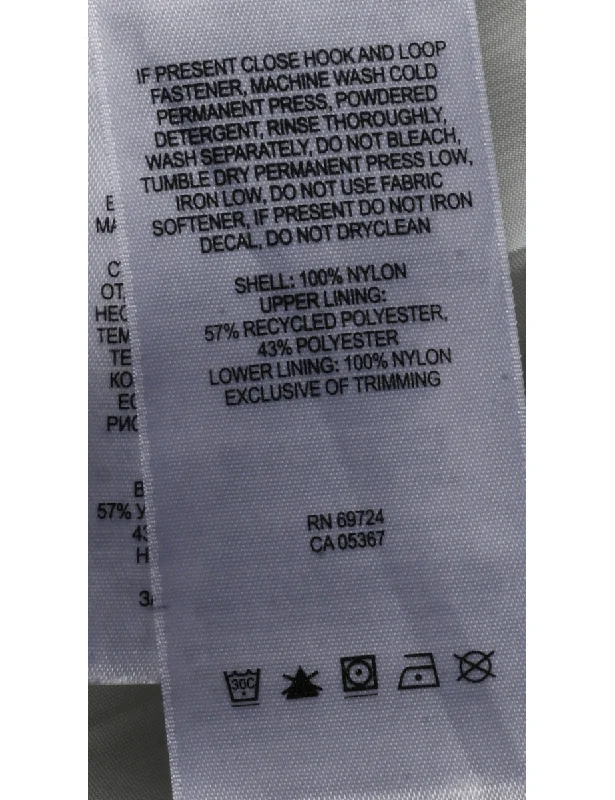 IF PRESENT CLOSE HOOK AND LOOP
FASTENER, MACHINE WASH COLD
PERMANENT PRESS, POWDERED
DETERGENT, RINSE THOROUGHLY,
WASH SEPARATELY, DO NOT BLEACH,
TUMBLE DRY PERMANENT PRESS LOW,
IRON LOW, DO NOT USE FABRIC
SOFTENER, IF PRESENT DO NOT IRON
DECAL, DO NOT DRYCLEAN
SHELL: 100% NYLON
UPPER LINING:
57% RECYCLED POLYESTER,
43% POLYESTER
LOWER LINING: 100% NYLON
EXCLUSIVE OF TRIMMING
RN 69724
CA 05367
30C
57%